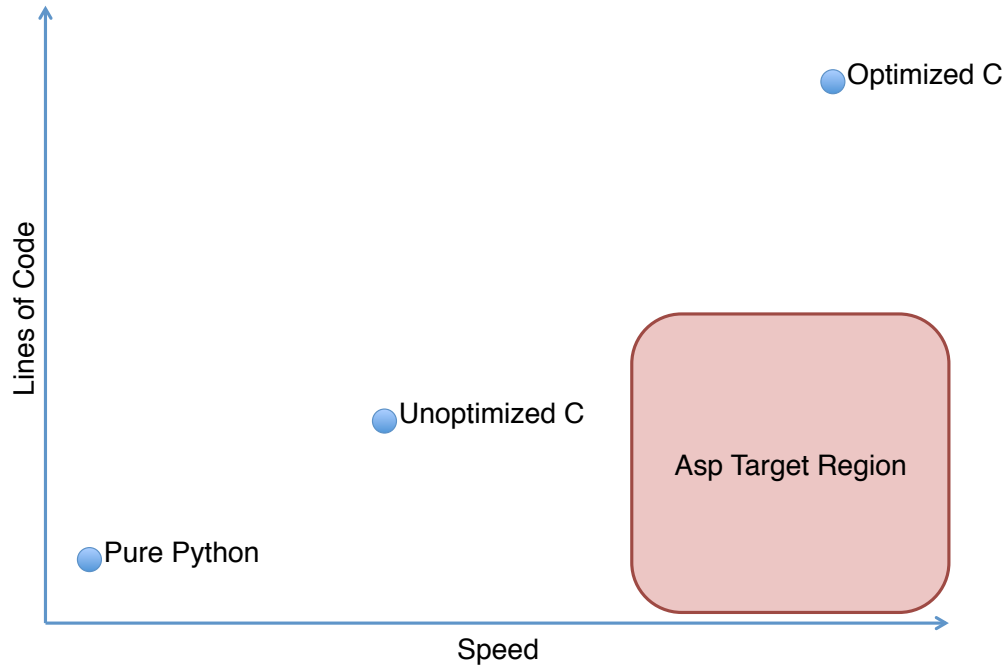 Optimized C
Lines of Code
Unoptimized C
Asp Target Region
Pure Python
Speed